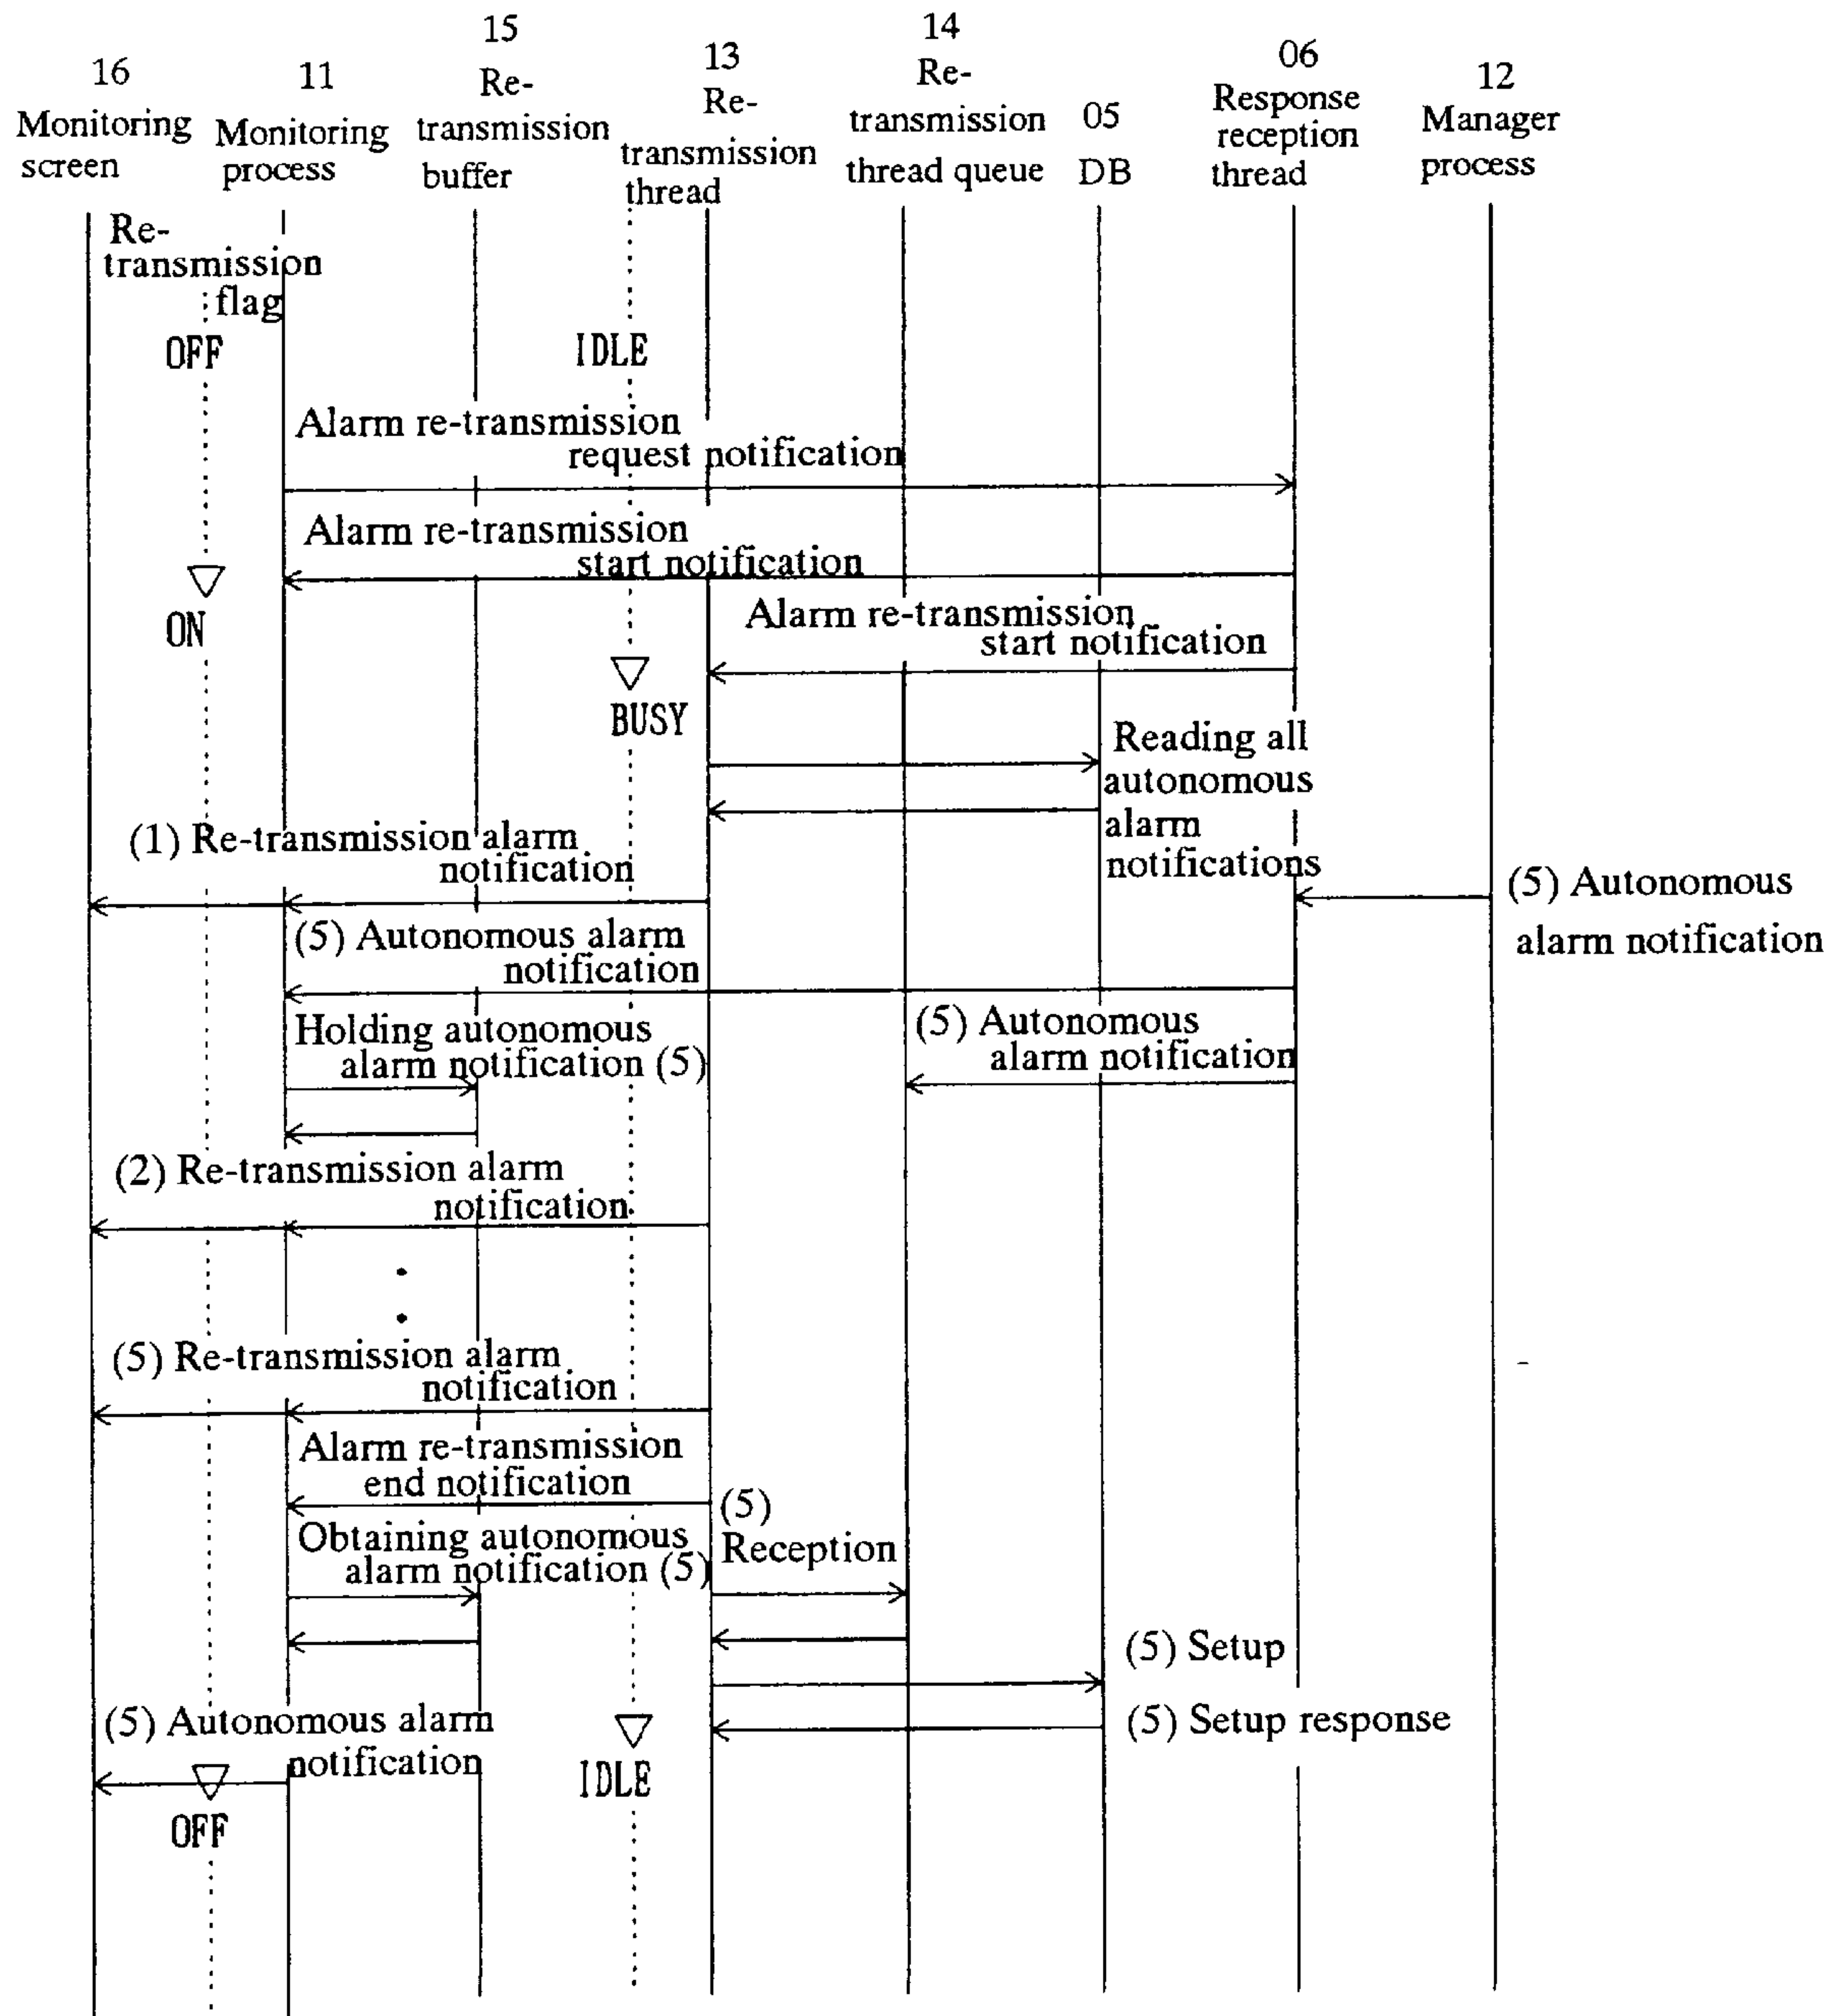 16
Monitoring
screen
11
Monitoring
process
15
Re-
transmission
buffer
13
Re-
transmission
thread
14
Re-
transmission
thread queue
05
DB
06
Response
reception
thread
12
Manager
process
Re-
transmission
flag
OFF
IDLE
Alarm re-transmission
request notification
Alarm re-transmission
start notification
ON
Alarm re-transmission
start notification
BUSY
Reading all
autonomous
alarm
notifications
(1) Re-transmission alarm
notification
(5) Autonomous
alarm notification
(5) Autonomous alarm
notification
Holding autonomous
alarm notification (5)
(5) Autonomous
alarm notification
(2) Re-transmission alarm
notification
(5) Re-transmission alarm
notification
Alarm re-transmission
end notification
(5)
Reception
Obtaining autonomous
alarm notification (5)
(5) Setup
(5) Setup response
(5) Autonomous alarm
notification
IDLE
OFF